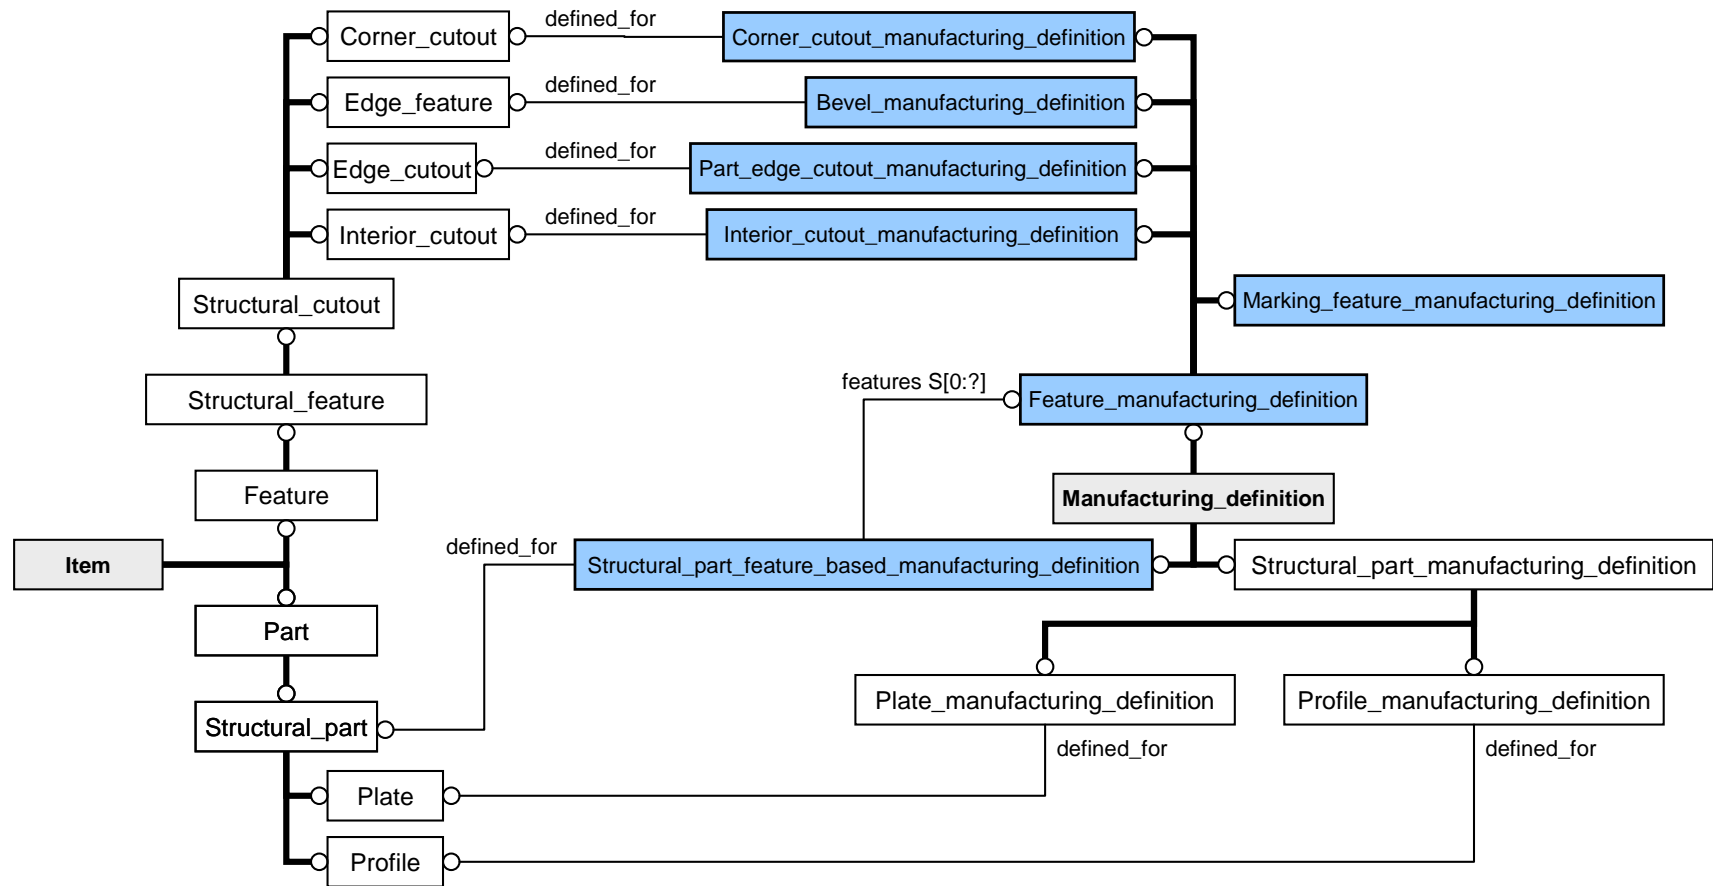 Corner_cutout
defined_for
Corner_cutout_manufacturing_definition
Edge_feature
defined_for
Bevel_manufacturing_definition
Edge_cutout
defined_for
Part_edge_cutout_manufacturing_definition
Interior_cutout
defined_for
Interior_cutout_manufacturing_definition
Structural_cutout
Marking_feature_manufacturing_definition
Structural_feature
features S[0:?]
Feature_manufacturing_definition
Feature
Manufacturing_definition
Item
defined_for
Structural_part_feature_based_manufacturing_definition
Structural_part_manufacturing_definition
Part
Structural_part
Plate_manufacturing_definition
Profile_manufacturing_definition
defined_for
defined_for
Plate
Profile